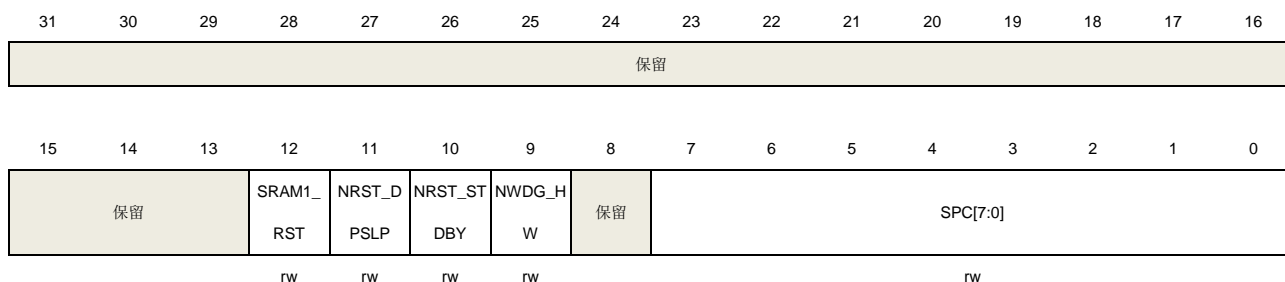 31 30 29 28 27 26 25 24 23 22 21 20 19 18 17 16
保留
15 14 13 12 11 10 9 8 7 6 5 4 3 2 1 0
保留 SRAM1_ NRST_D NRST_ST NWDG_H 保留 SPC[7:0]
RST PSLP DBY W
rw rw rw rw rw